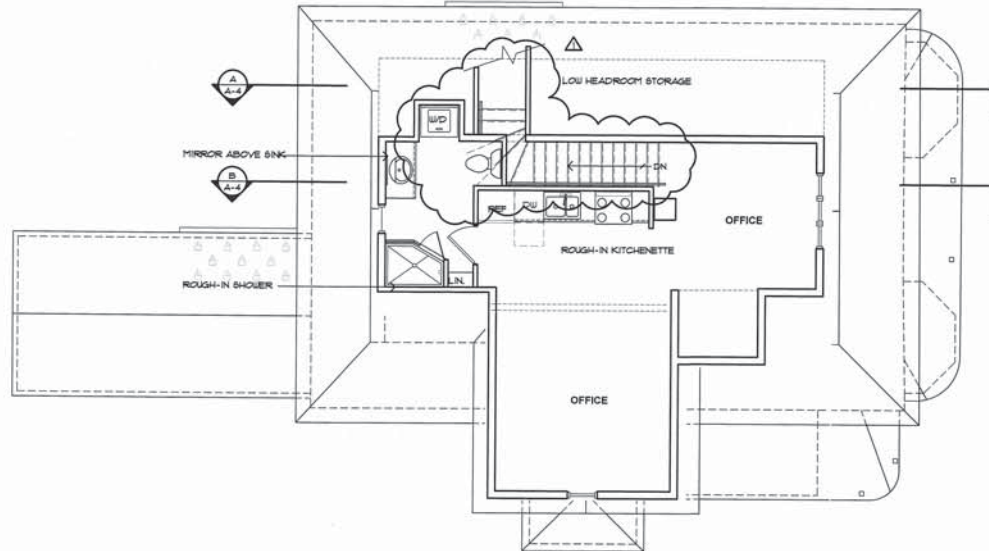 1
A
A-4
LOW HEADROOM STORAGE
W/D
MIRROR ABOVE SINK
B
A-4
DN
REF
DW
OFFICE
ROUGH-IN KITCHENETTE
LIN.
ROUGH-IN SHOWER
OFFICE